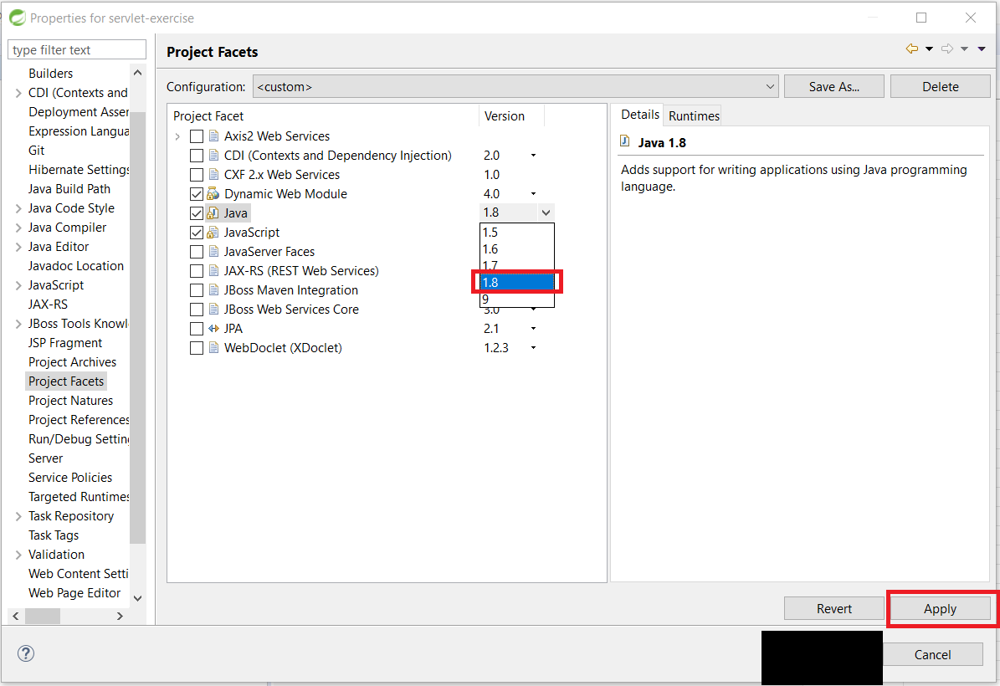 Properties for servlet-exercise
type filter text
Builders
CDI (Contexts and
Deployment Asser
Expression Langua
Git
Hibernate Settings
Java Build Path
Java Code Style
Java Compiler
Java Editor
Javadoc Location
JavaScript
JAX-RS
JBoss Tools Knowl
JSP Fragment
Project Archives
Project Facets
Project Natures
Project References
Run/Debug Setting
Server
Service Policies
Targeted Runtimes
Task Repository
Task Tags
Validation
Web Content Setti
Web Page Editor
Project Facets
Configuration: <custom> Save As... Delete
Project Facet Version
Axis2 Web Services
CDI (Contexts and Dependency Injection) 2.0
CXF 2.x Web Services 1.0
Dynamic Web Module 4.0
Java 1.8
JavaScript 1.5
JavaServer Faces 1.6
JAX-RS (REST Web Services) 1.7
JBoss Maven Integration 1.8
9
JBoss Web Services Core 3.0
JPA 2.1
WebDoclet (XDoclet) 1.2.3
Details Runtimes
Java 1.8
Adds support for writing applications using Java programming
language.
Revert Apply
? Cancel